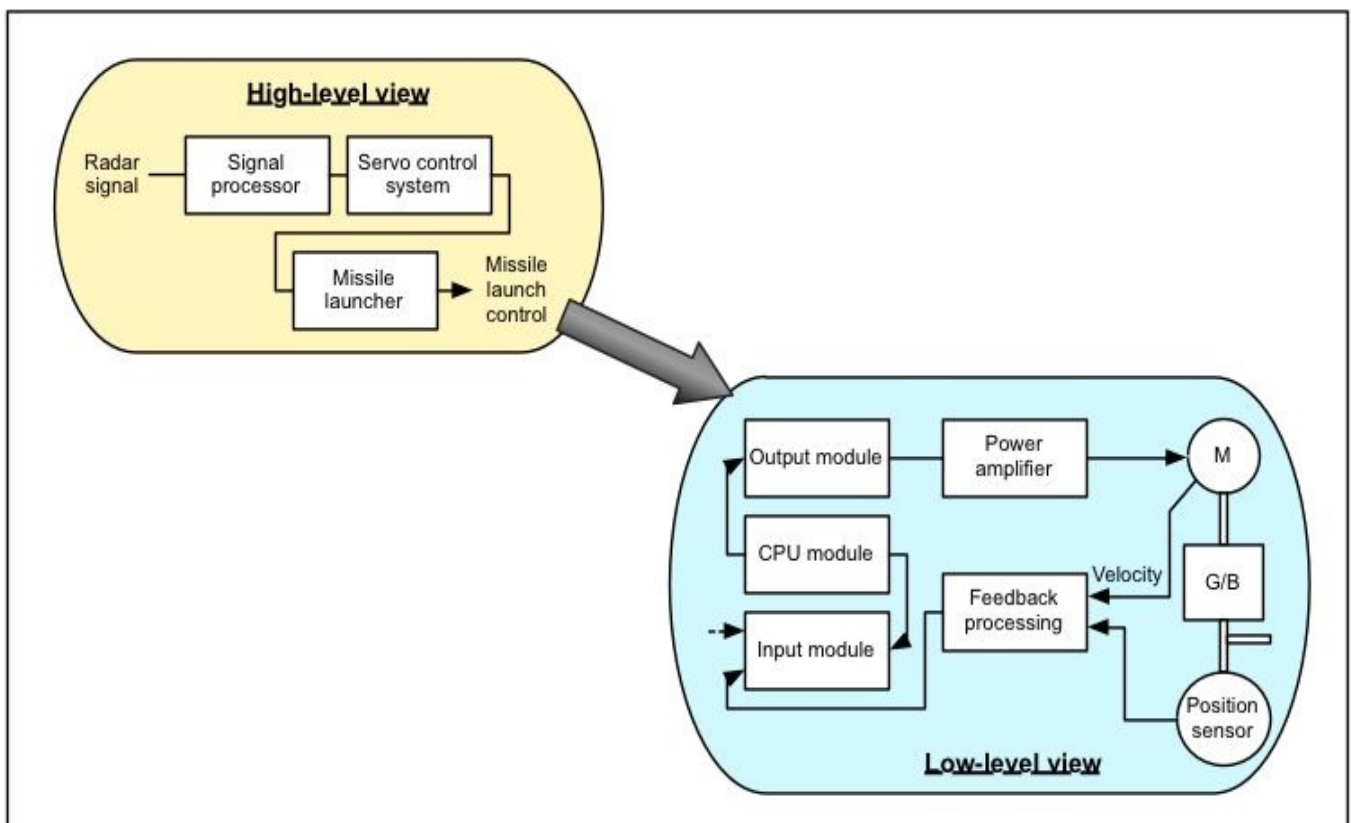 High-level view
Radar
signal
Signal
processor
Servo control
system
Missile
launcher
Missile
launch
control
Output module
Power
amplifier
M
CPU module
Velocity
G/B
Feedback
processing
Input module
Position
sensor
Low-level view